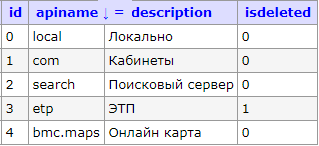 id apiname ↓ = description isdeleted
0 local Локально 0
1 com Кабинеты 0
2 search Поисковый сервер 0
3 etp ЭТП 1
4 bmc.maps Онлайн карта 0